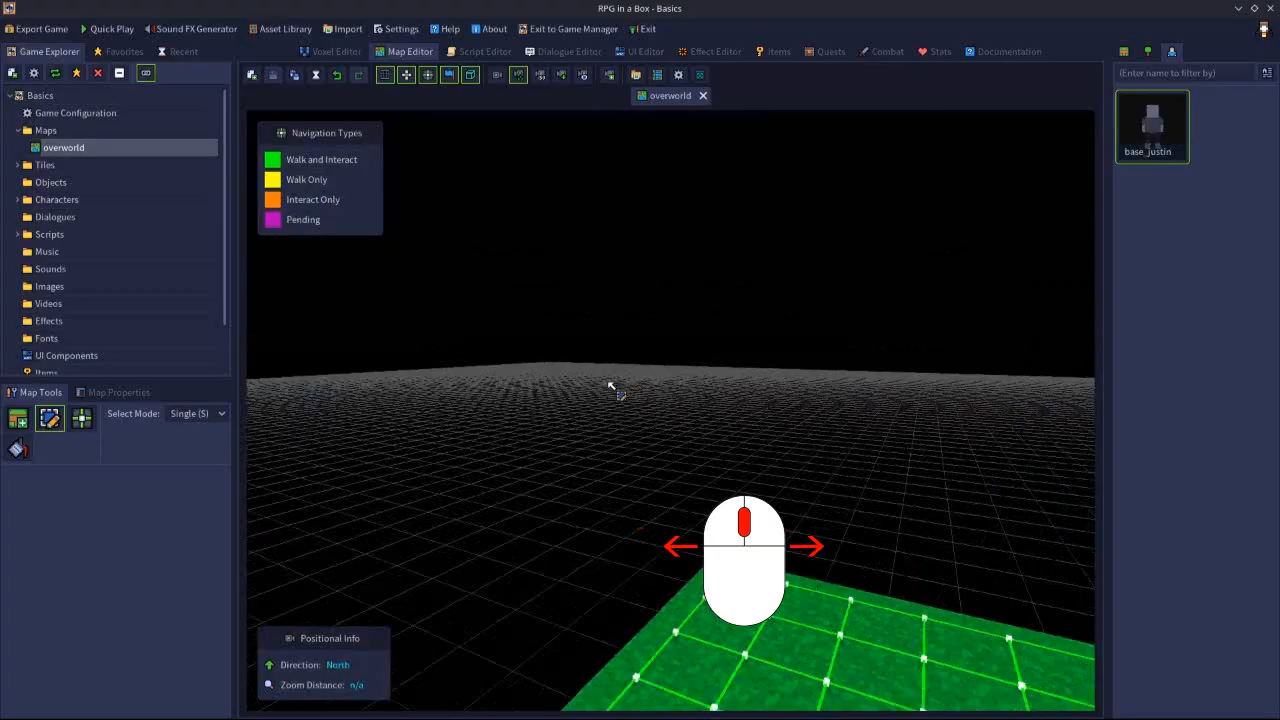 RPG in a Box - Basics
Export Game Quick Play Sound FX Generator Asset Library Import Settings Help About Exit to Game Manager Exit
Game Explorer Favorites Recent
Voxel Editor Map Editor Script Editor Dialogue Editor UI Editor Effect Editor Items Quests Combat Stats Documentation
(Enter name to filter by)
overworld
Basics
Game Configuration
Maps
overworld
Tiles
Objects
Characters
Dialogues
Scripts
Music
Sounds
Images
Videos
Effects
Fonts
UI Components
Items
Navigation Types
Walk and Interact
Walk Only
Interact Only
Pending
base_justin
Map Tools Map Properties
Select Mode: Single (S)
Positional Info
Direction: North
Zoom Distance: n/a